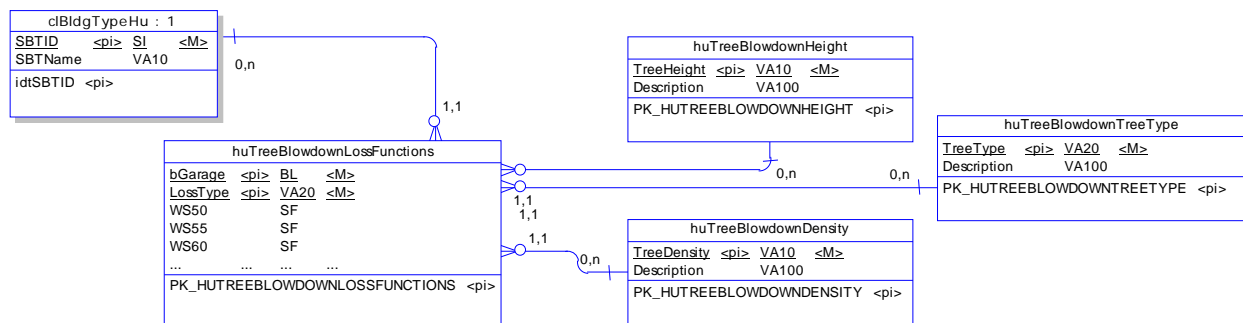 clBldgTypeHu : 1
SBTID <pi> SI <M>
SBTName VA10
idtSBTID <pi>
0,n
1,1
huTreeBlowdownHeight
TreeHeight <pi> VA10 <M>
Description VA100
PK_HUTREEBLOWDOWNHEIGHT <pi>
huTreeBlowdownTreeType
TreeType <pi> VA20 <M>
Description VA100
PK_HUTREEBLOWDOWNTREETYPE <pi>
huTreeBlowdownLossFunctions
bGarage <pi> BL <M>
LossType <pi> VA20 <M>
WS50 SF
WS55 SF
WS60 SF
... ... ... ...
PK_HUTREEBLOWDOWNLOSSFUNCTIONS <pi>
0,n
0,n
1,1
1,1
1,1
0,n
huTreeBlowdownDensity
TreeDensity <pi> VA10 <M>
Description VA100
PK_HUTREEBLOWDOWNDENSITY <pi>